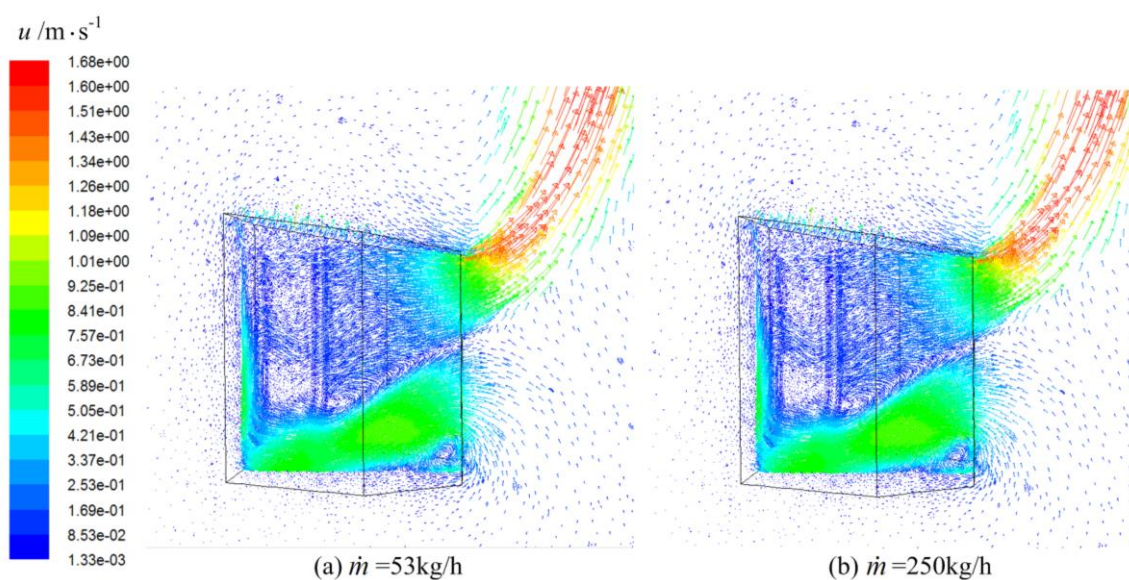 u /m · s⁻¹
1.68e+00
1.60e+00
1.51e+00
1.43e+00
1.34e+00
1.26e+00
1.18e+00
1.09e+00
1.01e+00
9.25e-01
8.41e-01
7.57e-01
6.73e-01
5.89e-01
5.05e-01
4.21e-01
3.37e-01
2.53e-01
1.69e-01
8.53e-02
1.33e-03
(a) ṁ =53kg/h
(b) ṁ =250kg/h